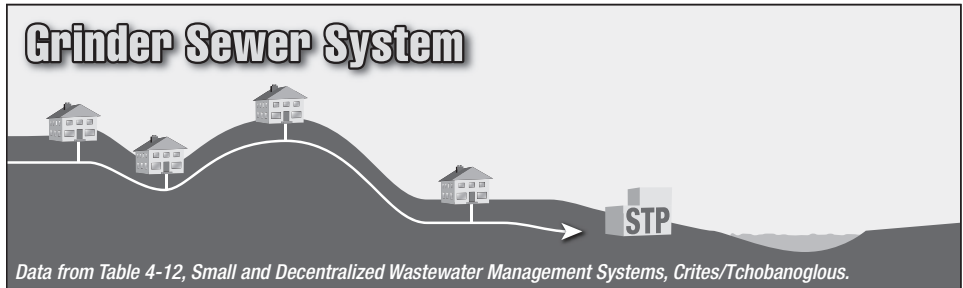 Grinder Sewer System
STP
Data from Table 4-12, Small and Decentralized Wastewater Management Systems, Crites/Tchobanoglous.